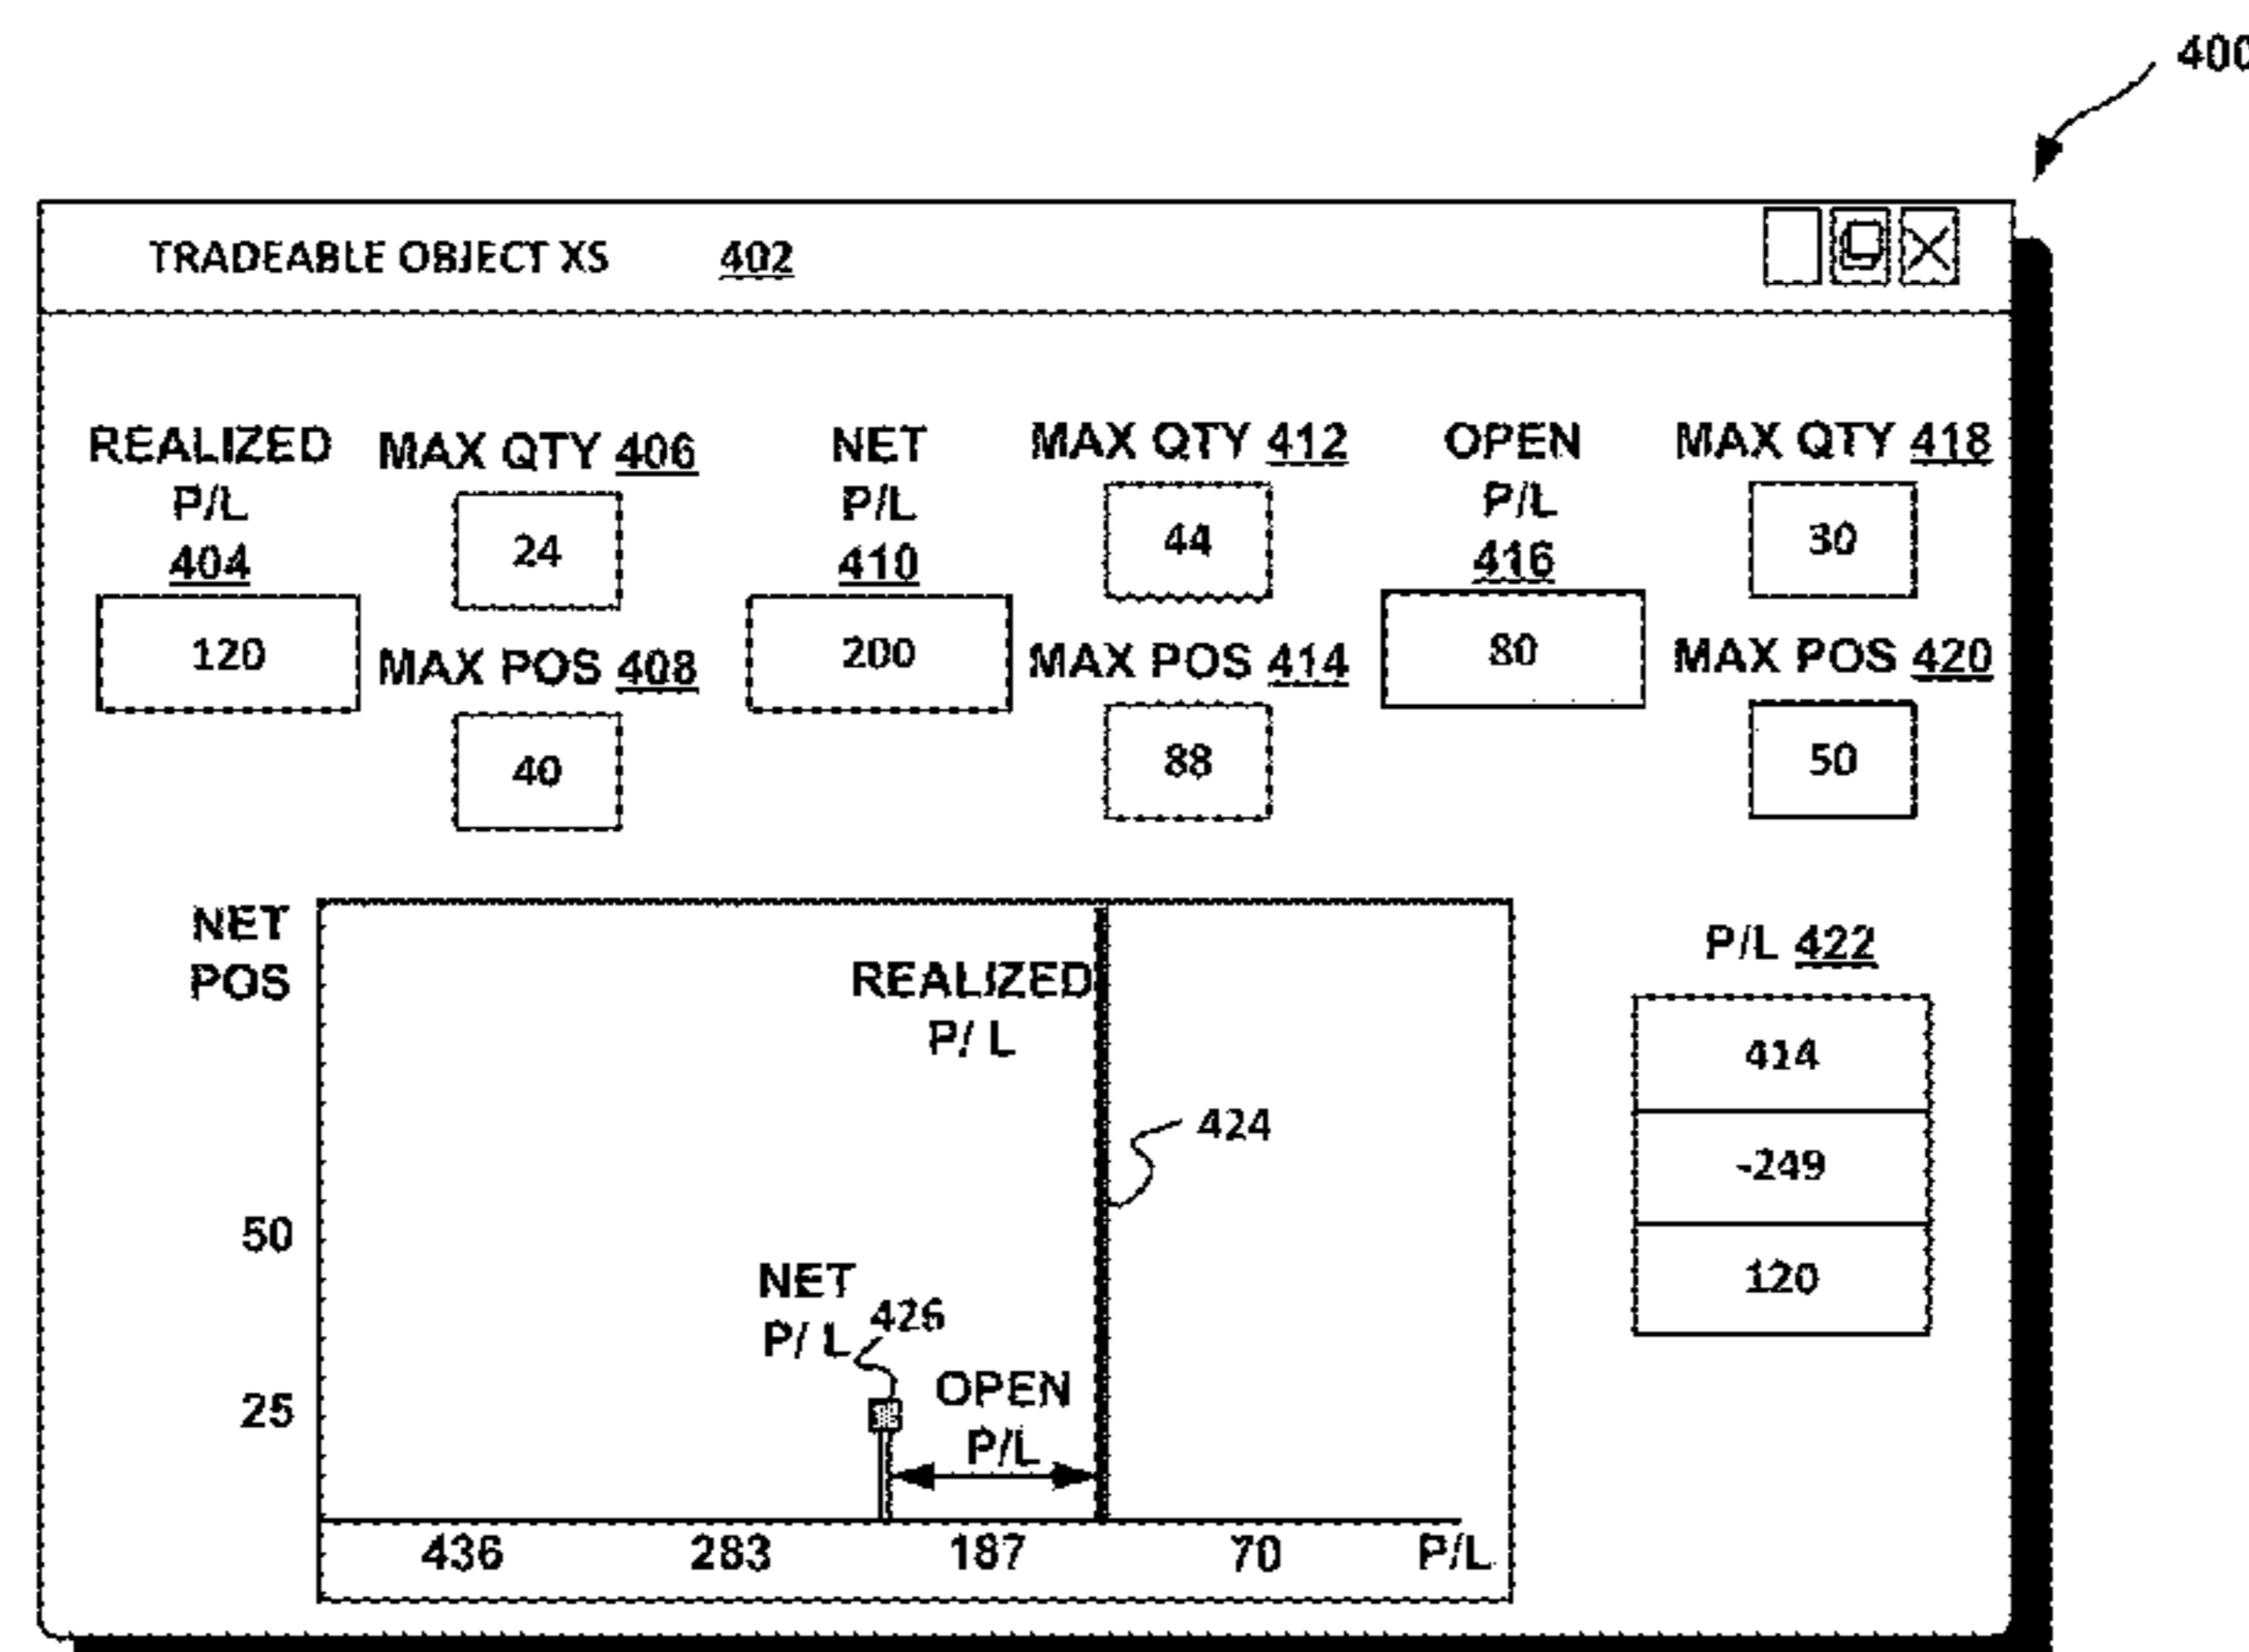 400
TRADEABLE OBJECT XS 402
REALIZED P/L 404
120
MAX QTY 406
24
MAX POS 408
40
NET P/L 410
200
MAX QTY 412
44
MAX POS 414
88
OPEN P/L 416
80
MAX QTY 418
30
MAX POS 420
50
NET
POS
50
25
REALIZED
P/ L
424
NET
P/ L 426
OPEN
P/L
436 283 187 70 P/L
P/L 422
414
-249
120